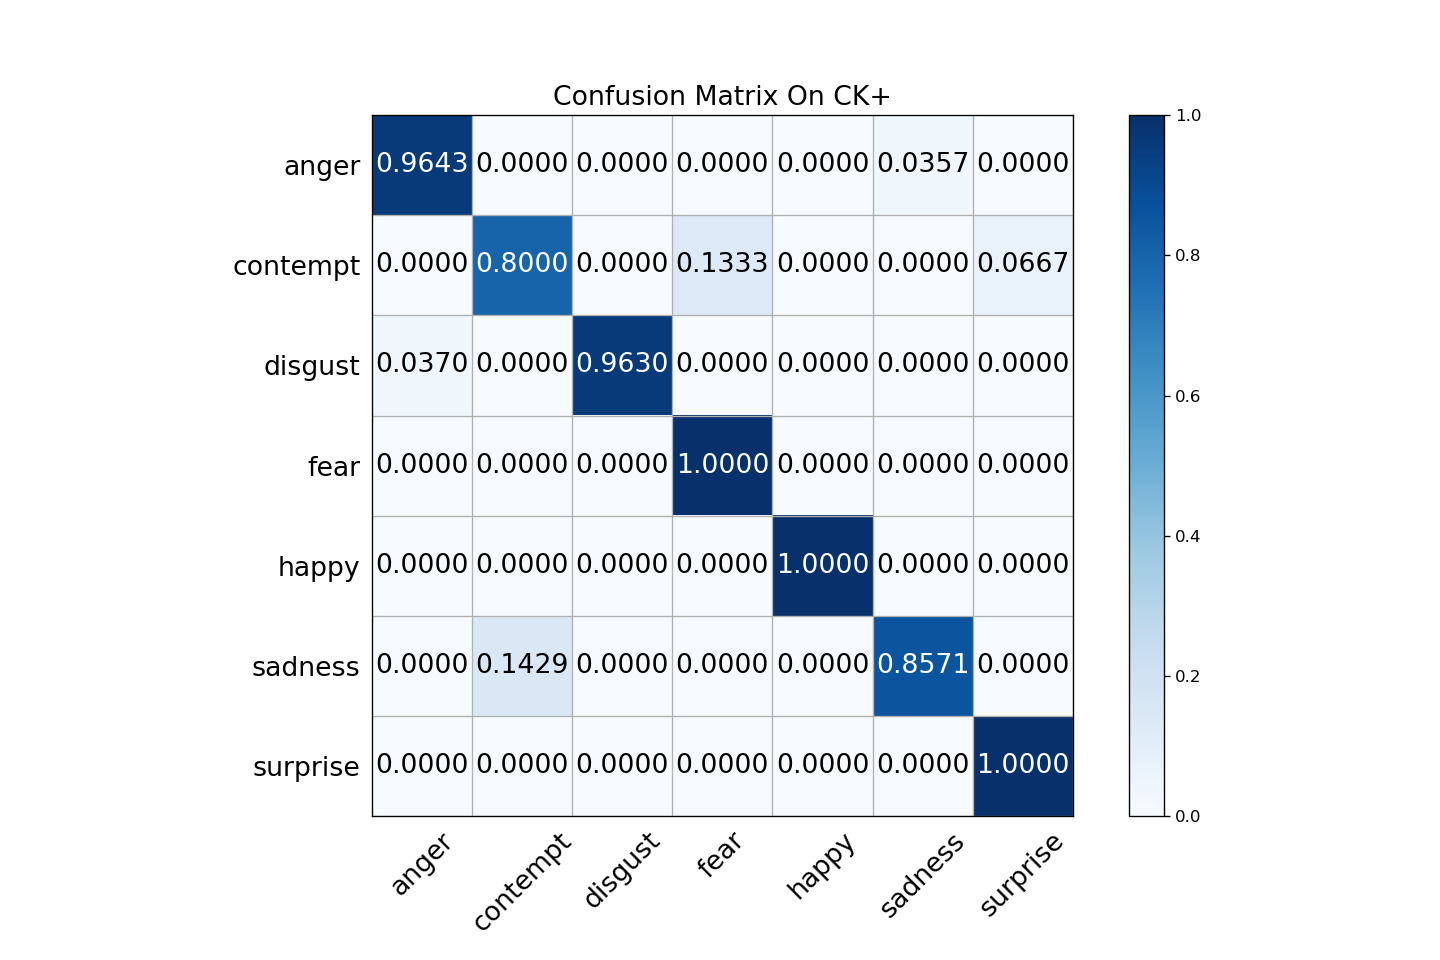 Confusion Matrix On CK+
anger 0.9643 0.0000 0.0000 0.0000 0.0000 0.0357 0.0000
contempt 0.0000 0.8000 0.0000 0.1333 0.0000 0.0000 0.0667
disgust 0.0370 0.0000 0.9630 0.0000 0.0000 0.0000 0.0000
fear 0.0000 0.0000 0.0000 1.0000 0.0000 0.0000 0.0000
happy 0.0000 0.0000 0.0000 0.0000 1.0000 0.0000 0.0000
sadness 0.0000 0.1429 0.0000 0.0000 0.0000 0.8571 0.0000
surprise 0.0000 0.0000 0.0000 0.0000 0.0000 0.0000 1.0000
anger contempt disgust fear happy sadness surprise
1.0
0.8
0.6
0.4
0.2
0.0